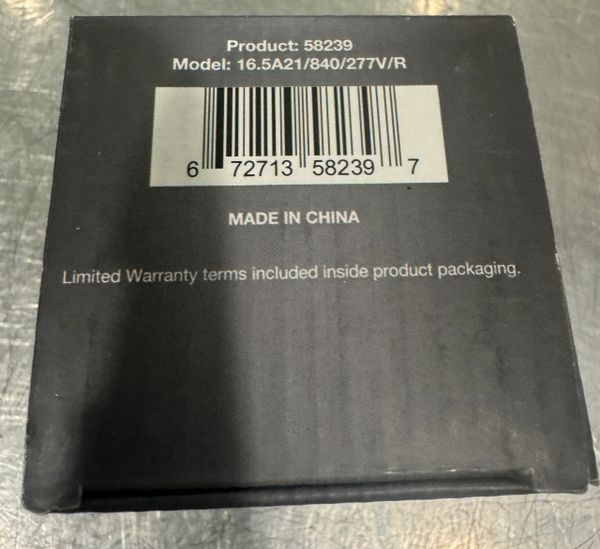 Product: 58239
Model: 16.5A21/840/277V/R
6 72713 58239 7
MADE IN CHINA
Limited Warranty terms included inside product packaging.